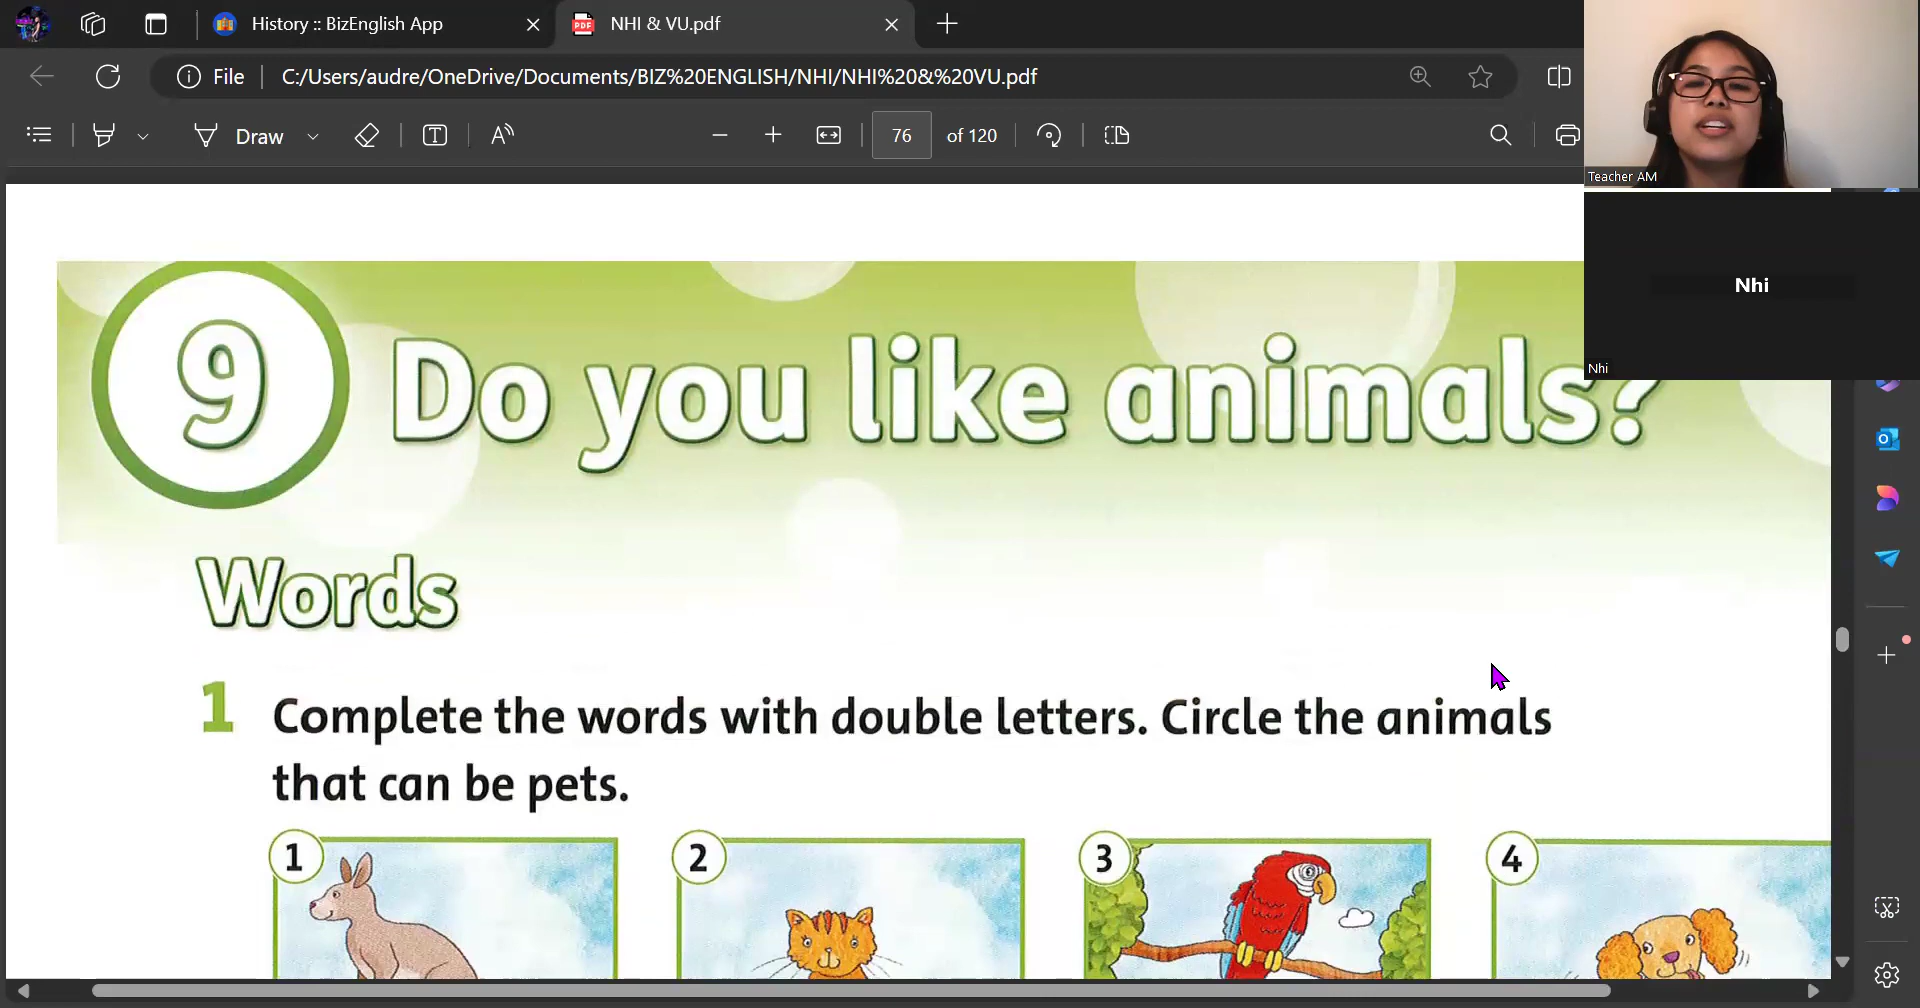 History :: BizEnglish App
NHI & VU.pdf
File
C:/Users/audre/OneDrive/Documents/BIZ%20ENGLISH/NHI/NHI%20&%20VU.pdf
Draw
76 of 120
Teacher AM
Nhi
Nhi
9 Do you like animals?
Words
1 Complete the words with double letters. Circle the animals
that can be pets.
1
2
3
4